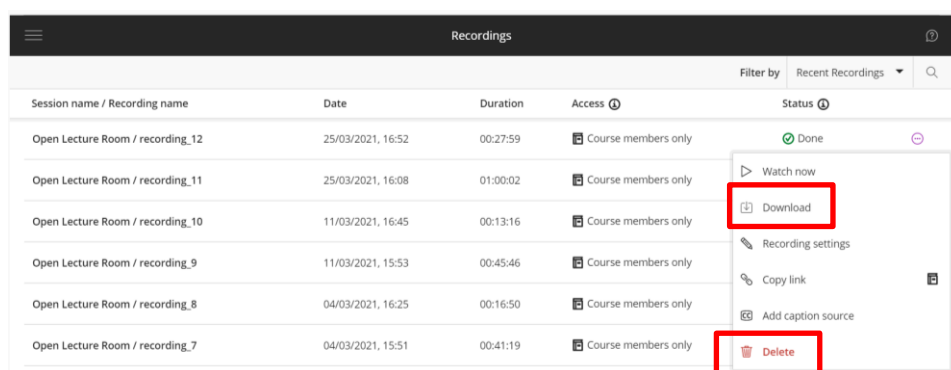 Recordings
Filter by Recent Recordings
Session name / Recording name Date Duration Access Status
Open Lecture Room / recording_12 25/03/2021, 16:52 00:27:59 Course members only Done
Watch now
Open Lecture Room / recording_11 25/03/2021, 16:08 01:00:02 Course members only
Download
Open Lecture Room / recording_10 11/03/2021, 16:45 00:13:16 Course members only
Recording settings
Open Lecture Room / recording_9 11/03/2021, 15:53 00:45:46 Course members only
Copy link
Open Lecture Room / recording_8 04/03/2021, 16:25 00:16:50 Course members only
CC Add caption source
Open Lecture Room / recording_7 04/03/2021, 15:51 00:41:19 Course members only
Delete